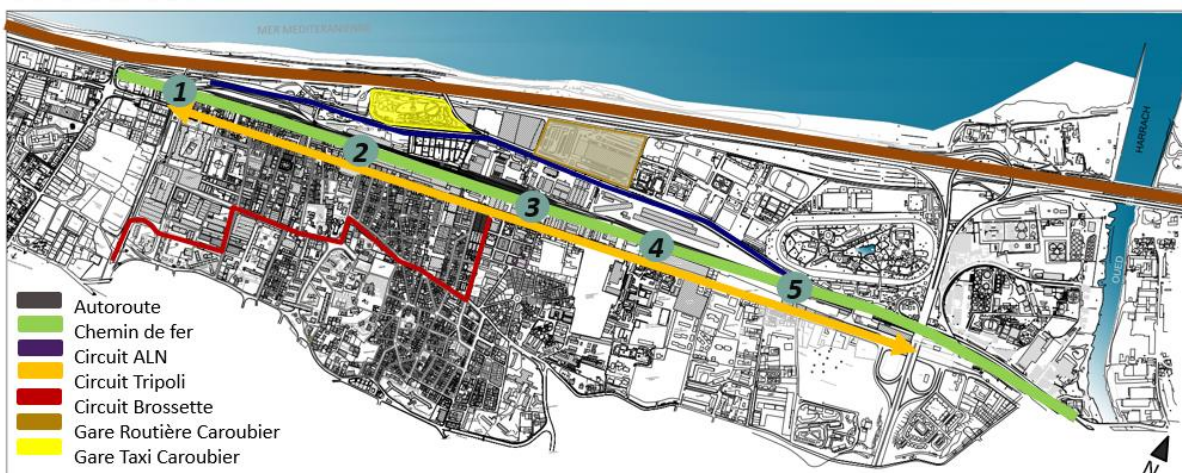 MER MEDITERANIENNE
1
2
3
4
5
HARRACH
OUED
Autoroute
Chemin de fer
Circuit ALN
Circuit Tripoli
Circuit Brossette
Gare Routière Caroubier
Gare Taxi Caroubier
N